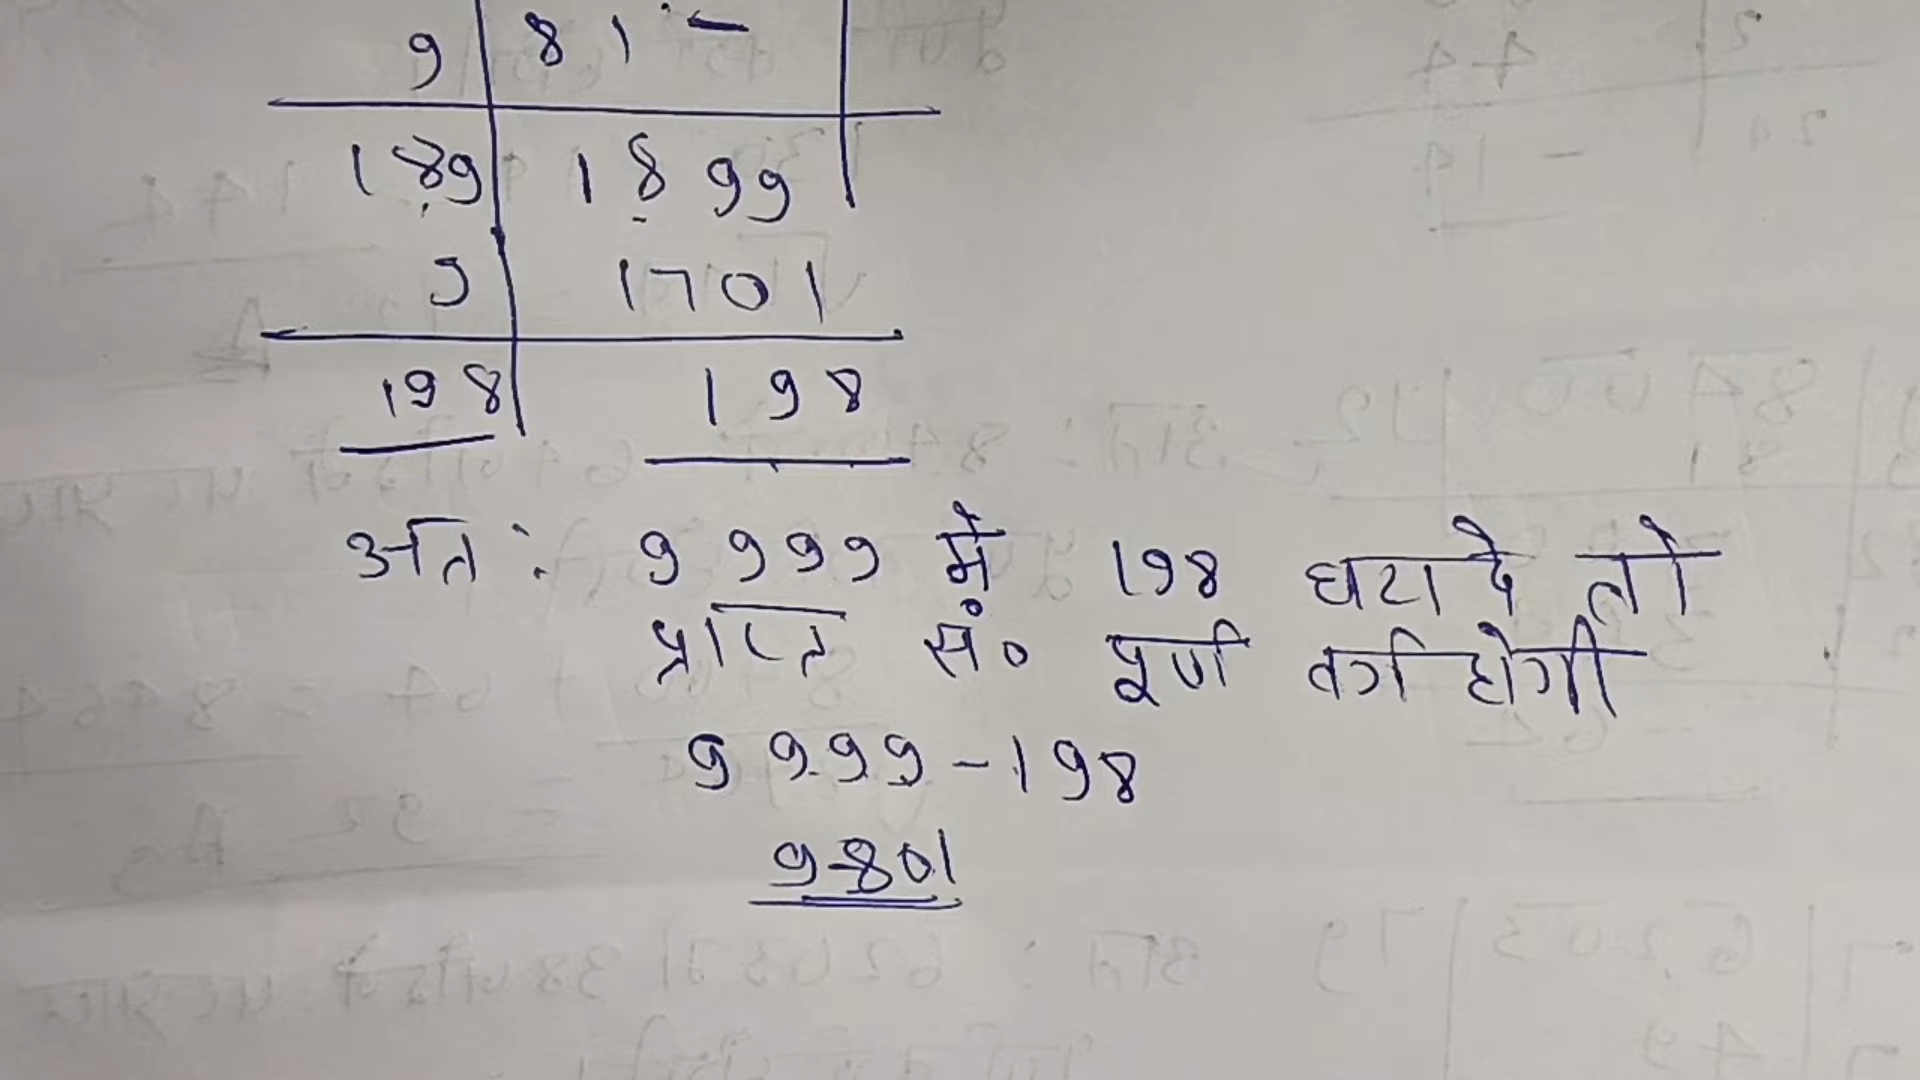 9 | 81 -
189 | 1899
9 | 1701
198 | 198
अतः 9999 में 198 घटा दे तो
प्राप्त सं० पूर्ण वर्ग होगी
9999-198
9801